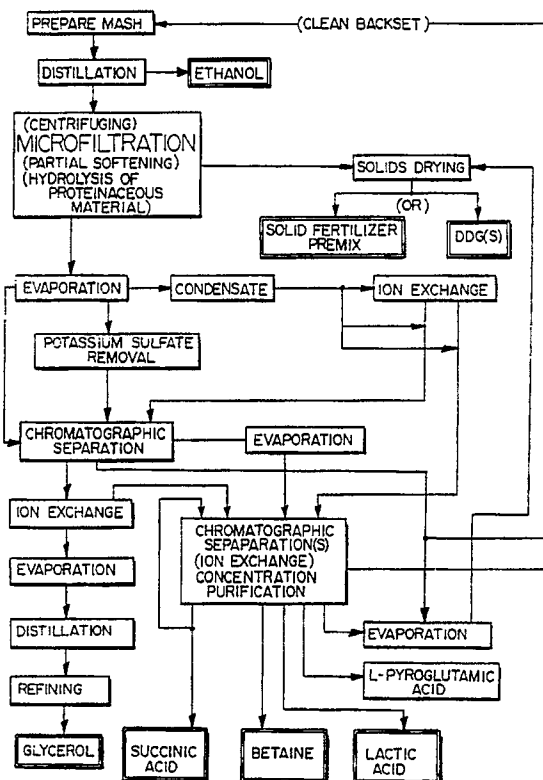 PREPARE MASH
(CLEAN BACKSET)
DISTILLATION
ETHANOL
(CENTRIFUGING)
MICROFILTRATION
(PARTIAL SOFTENING)
(HYDROLYSIS OF
PROTEINACEOUS
MATERIAL)
SOLIDS DRYING
(OR)
SOLID FERTILIZER
PREMIX
DDG(S)
EVAPORATION
CONDENSATE
ION EXCHANGE
POTASSIUM SULFATE
REMOVAL
CHROMATOGRAPHIC
SEPARATION
EVAPORATION
ION EXCHANGE
CHROMATOGRAPHIC
SEPAPARATION(S)
(ION EXCHANGE)
CONCENTRATION
PURIFICATION
EVAPORATION
DISTILLATION
EVAPORATION
REFINING
L-PYROGLUTAMIC
ACID
GLYCEROL
SUCCINIC
ACID
BETAINE
LACTIC
ACID